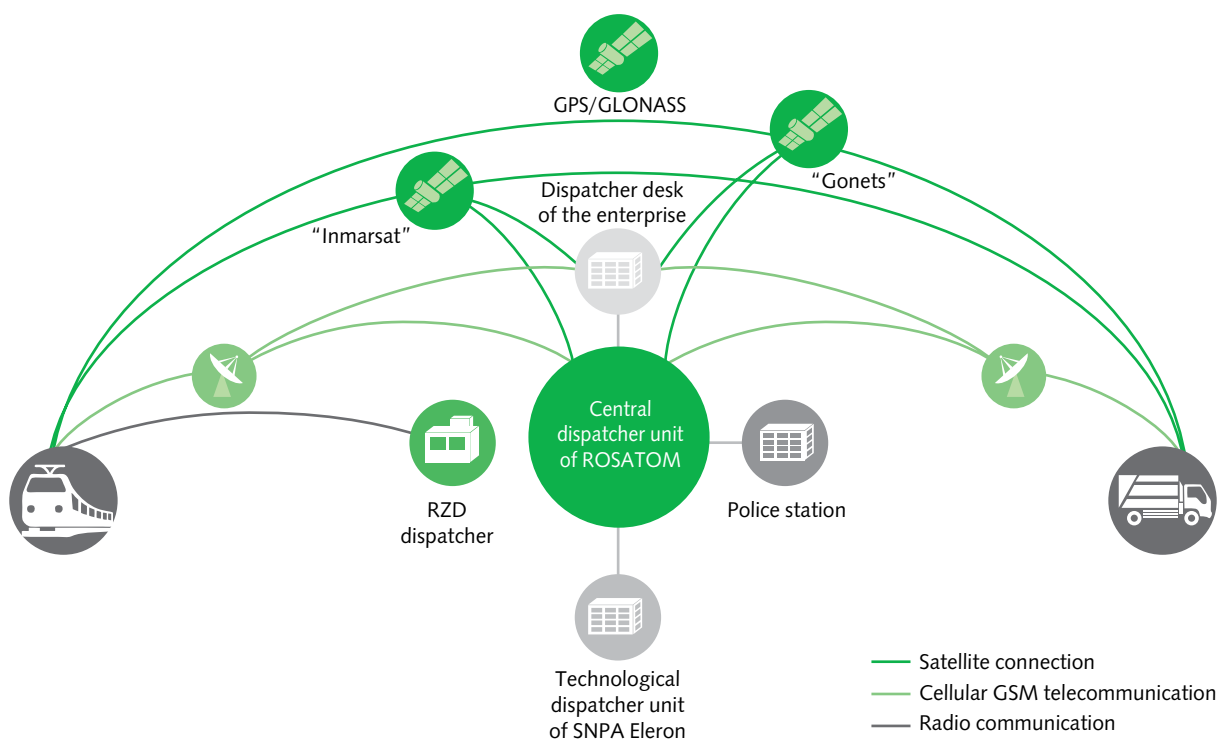 GPS/GLONASS
“Gonets”
“Inmarsat”
Dispatcher desk
of the enterprise
Central
dispatcher unit
of ROSATOM
RZD
dispatcher
Police station
Technological
dispatcher unit
of SNPA Eleron
Satellite connection
Cellular GSM telecommunication
Radio communication